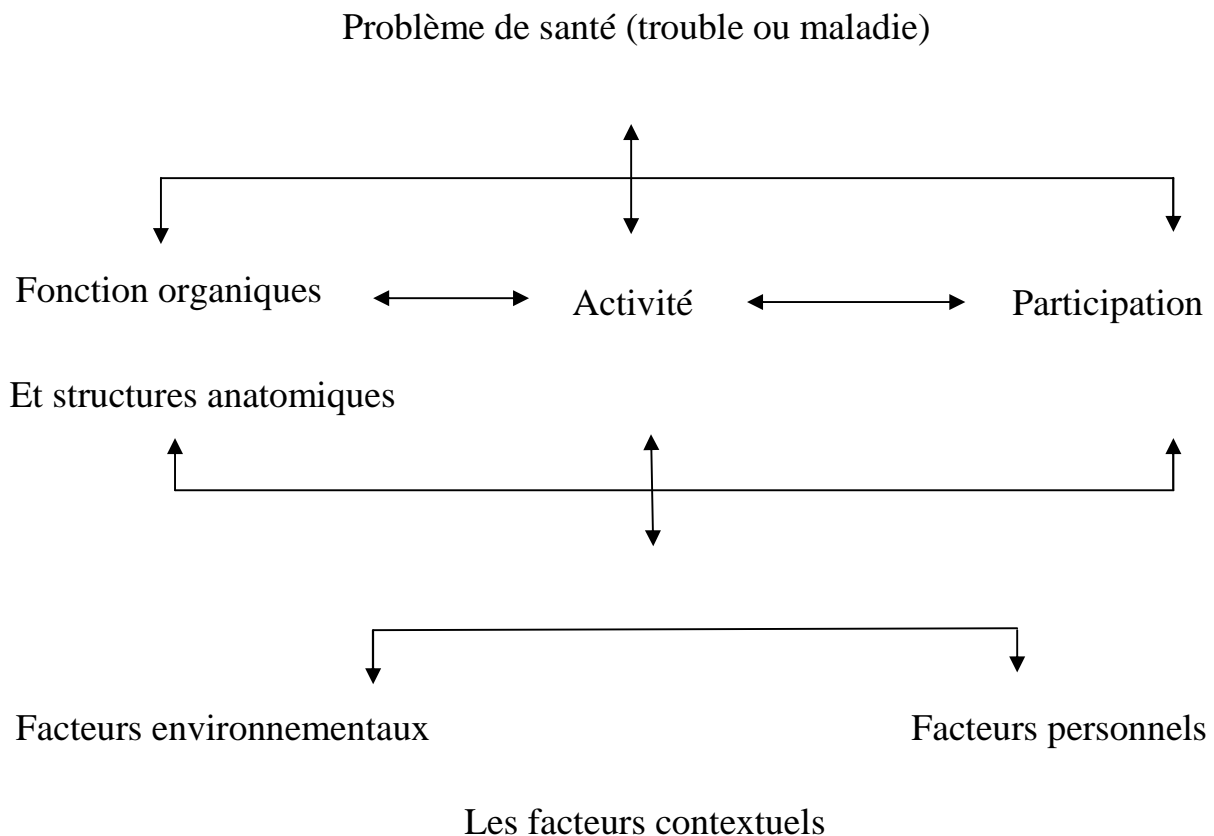 Problème de santé (trouble ou maladie)
Fonction organiques
Activité
Participation
Et structures anatomiques
Facteurs environnementaux
Facteurs personnels
Les facteurs contextuels